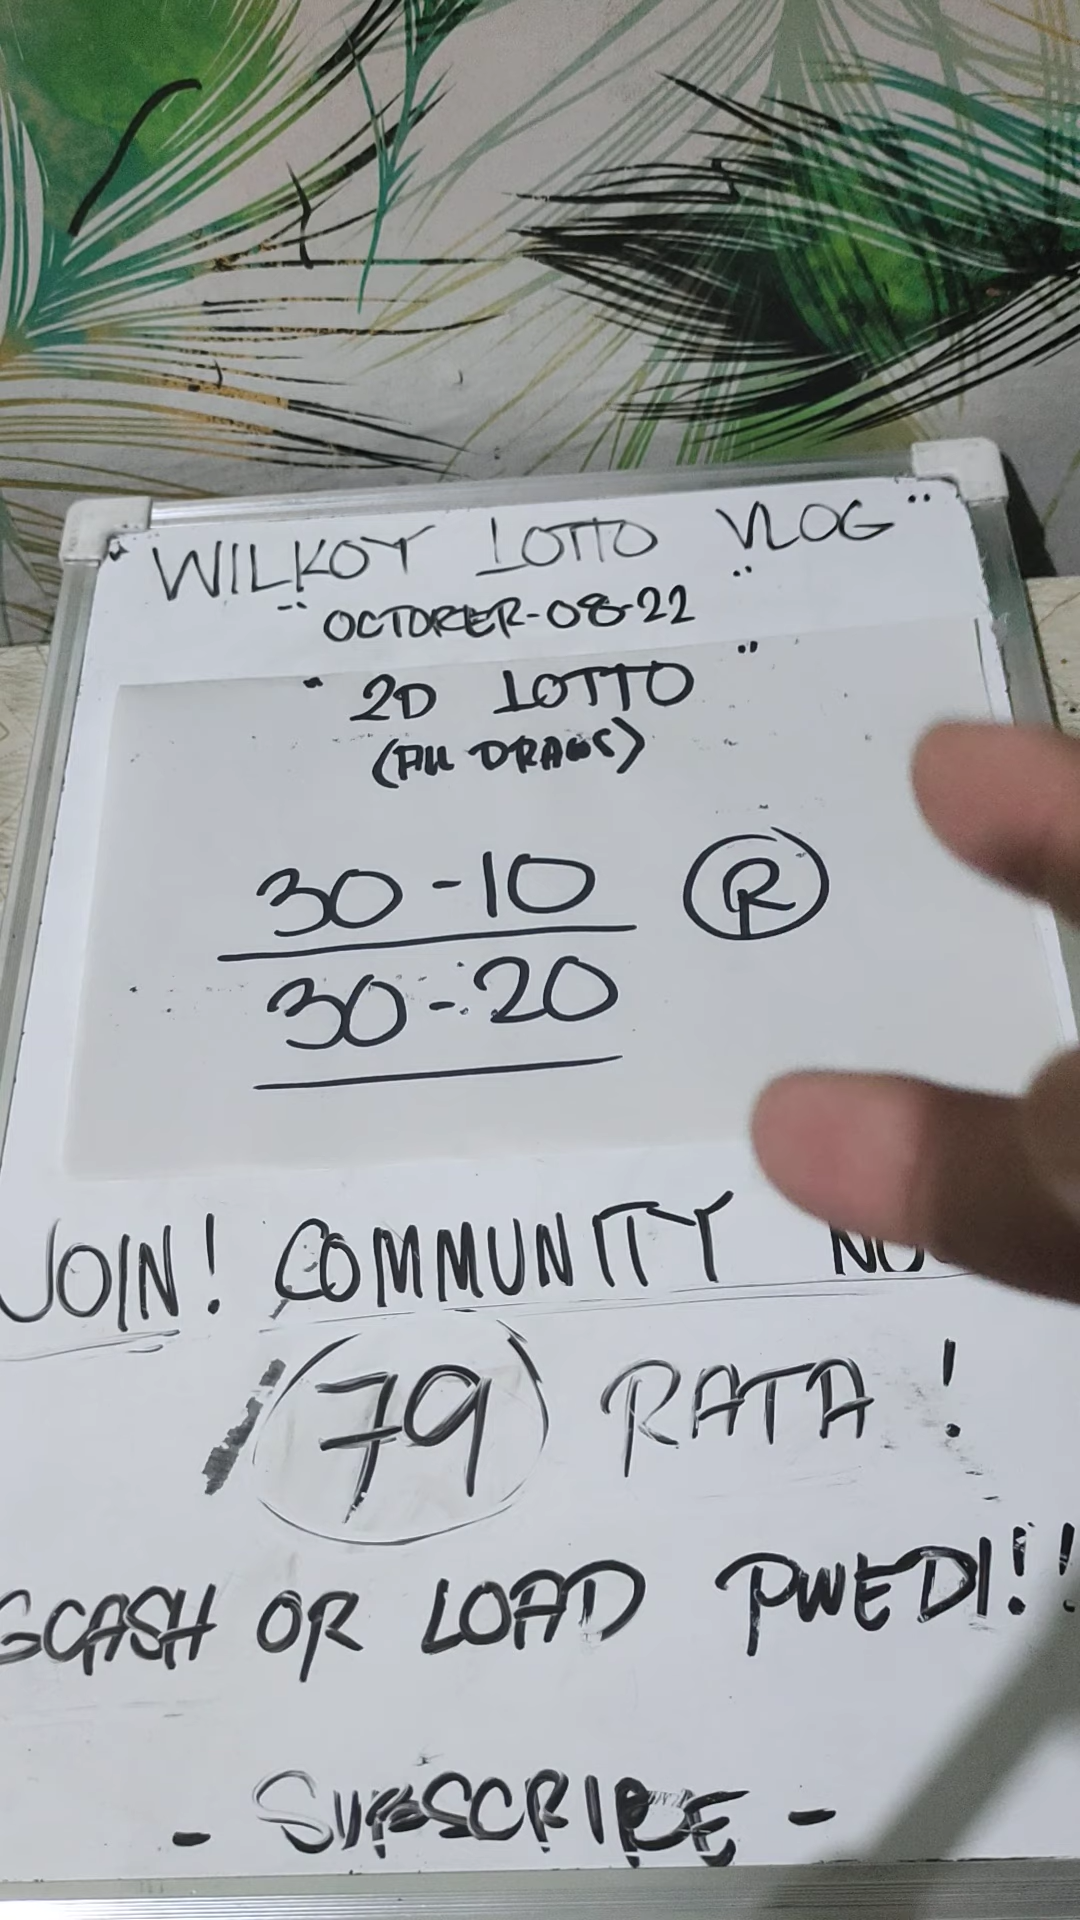 "WILKOY LOTTO VLOG"
"OCTOBER-08-22"
"2D LOTTO"
(ALL DRAWS)
30-10 Ⓡ
30-20
JOIN! COMMUNITY
(79) RATA!
GCASH OR LOAD PWEDI!!
- SUBSCRIBE -